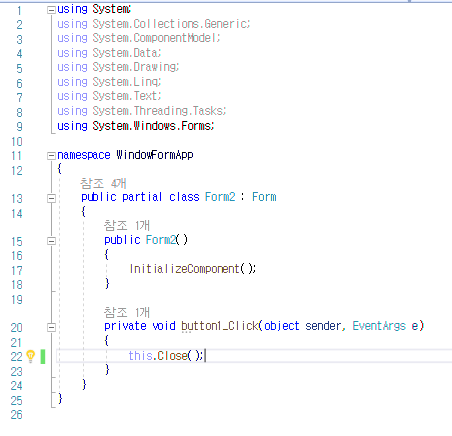 1 using System;
2 using System.Collections.Generic;
3 using System.ComponentModel;
4 using System.Data;
5 using System.Drawing;
6 using System.Linq;
7 using System.Text;
8 using System.Threading.Tasks;
9 using System.Windows.Forms;
10
11 namespace WindowFormApp
12 {
참조 4개
13 public partial class Form2 : Form
14 {
참조 1개
15 public Form2()
16 {
17 InitializeComponent();
18 }
19
참조 1개
20 private void button1_Click(object sender, EventArgs e)
21 {
22 this.Close();
23 }
24 }
25 }
26